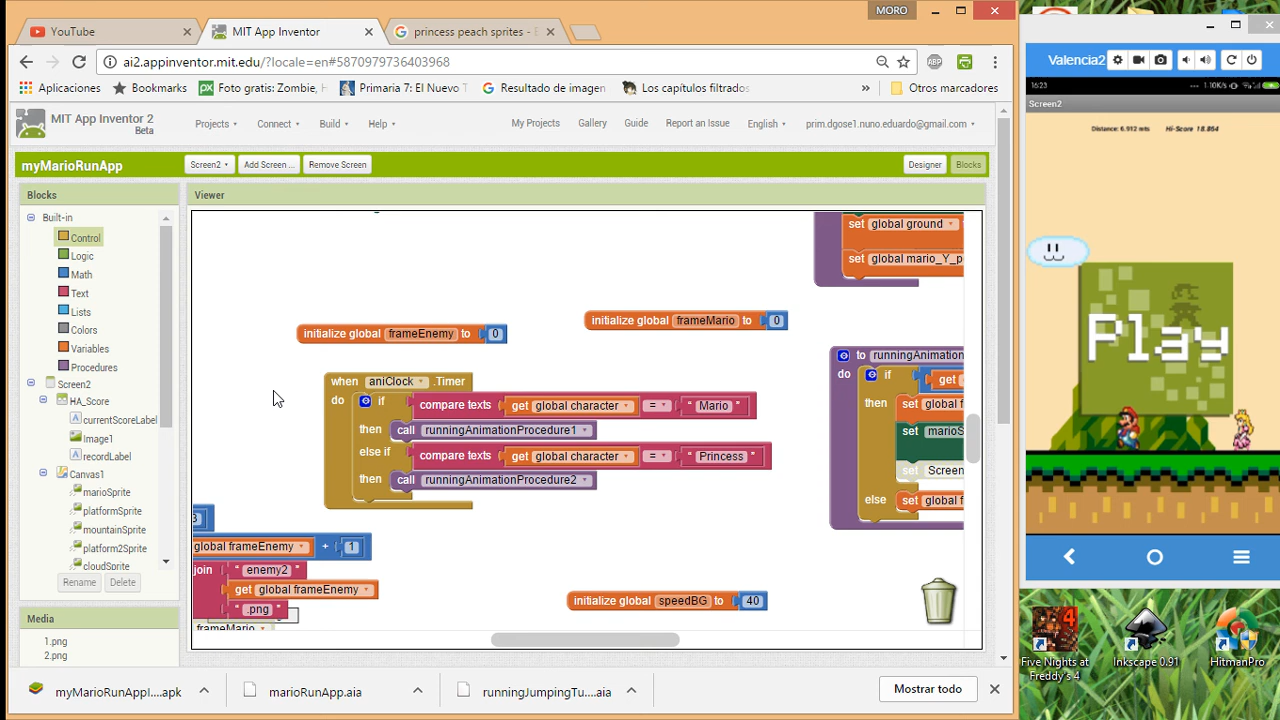 MORO
YouTube
MIT App Inventor
princess peach sprites - B
ai2.appinventor.mit.edu/?locale=en#5870979736403968
ABP
Aplicaciones
Bookmarks
Foto gratis: Zombie, H
Primaria 7: El Nuevo T
Resultado de imagen
Los capítulos filtrados
»
Otros marcadores
MIT App Inventor 2
Beta
Projects
Connect
Build
Help
My Projects
Gallery
Guide
Report an Issue
English
prim.dgose1.nuno.eduardo@gmail.com
myMarioRunApp
Screen2
Add Screen ...
Remove Screen
Designer
Blocks
Blocks
Built-in
Control
Logic
Math
Text
Lists
Colors
Variables
Procedures
Screen2
HA_Score
currentScoreLabel
Image1
recordLabel
Canvas1
marioSprite
platformSprite
mountainSprite
platform2Sprite
cloudSprite
Rename
Delete
Media
1.png
2.png
Viewer
set global ground
set global mario_Y_p
initialize global frameEnemy to 0
initialize global frameMario to 0
when aniClock .Timer
do if compare texts get global character = " Mario "
then call runningAnimationProcedure1
else if compare texts get global character = " Princess "
then call runningAnimationProcedure2
to runningAnimation
do if get
then set global f
set marioS
set Screen
else set global f
global frameEnemy + 1
join " enemy2 "
get global frameEnemy
" .png "
frameMario
initialize global speedBG to 40
myMarioRunAppI....apk
marioRunApp.aia
runningJumpingTu....aia
Mostrar todo
Valencia2
16:23
1.10K/s
Screen2
Distance: 6.912 mts
Hi-Score 18.864
Play
4
Five Nights at
Freddy's 4
Inkscape 0.91
HitmanPro